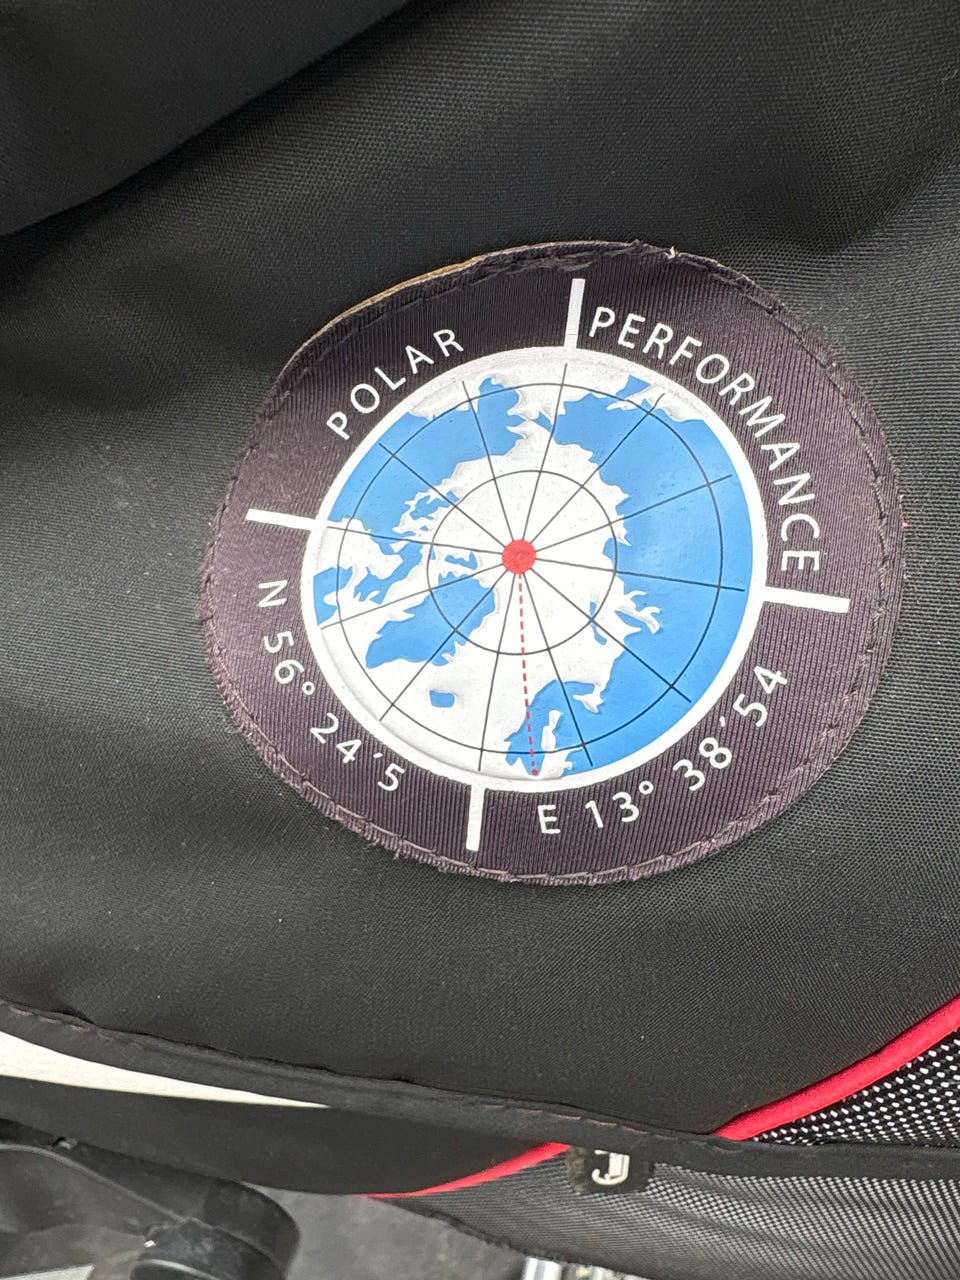 POLAR PERFORMANCE
N 56° 24´5 E 13° 38´54